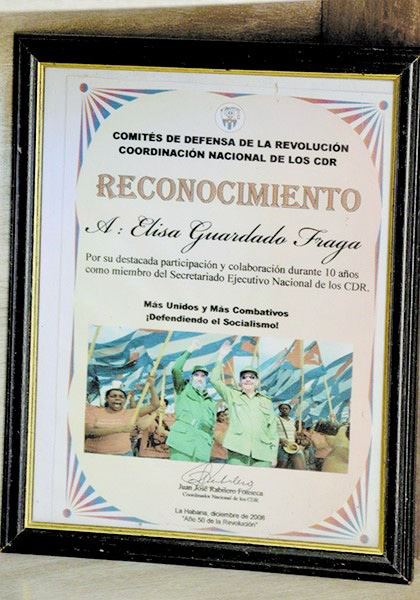 COMITÉS DE DEFENSA DE LA REVOLUCIÓN
COORDINACIÓN NACIONAL DE LOS CDR
RECONOCIMIENTO
A: Elisa Guardado Fraga
Por su destacada participación y colaboración durante 10 años
como miembro del Secretariado Ejecutivo Nacional de los CDR.
Más Unidos y Más Combativos
¡Defendiendo el Socialismo!
Juan José Rabilero Fonseca
Coordinador Nacional de los CDR
La Habana, diciembre de 2008
"Año 50 de la Revolución"